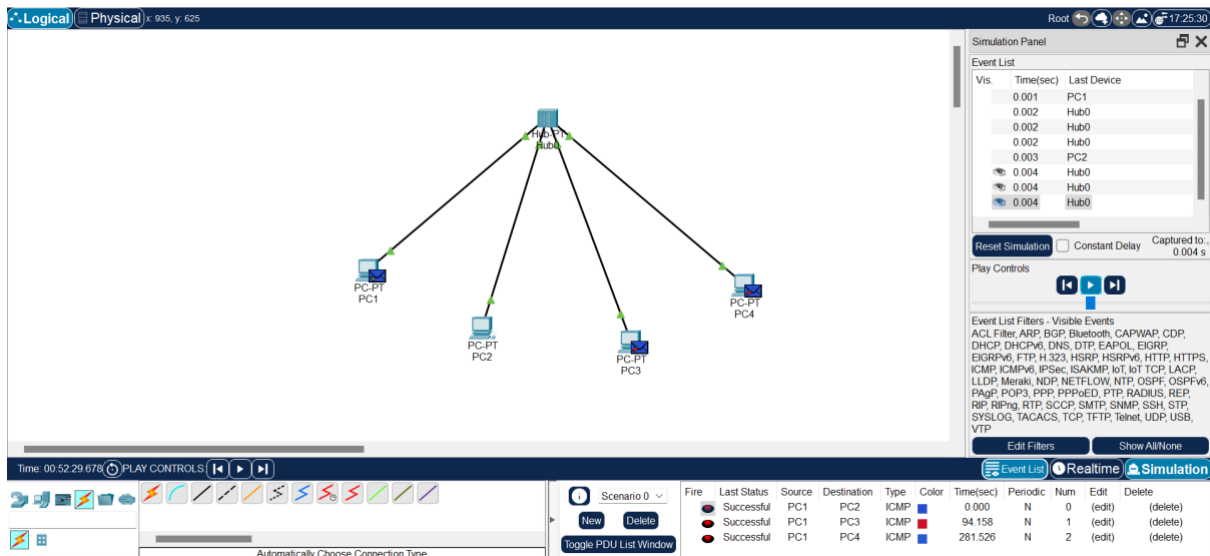 Logical Physical x: 935, y: 625 Root 17:25:30
Hub-PT
Hub0
PC-PT
PC1
PC-PT
PC2
PC-PT
PC3
PC-PT
PC4
Simulation Panel
Event List
Vis. Time(sec) Last Device
0.001 PC1
0.002 Hub0
0.002 Hub0
0.002 Hub0
0.003 PC2
0.004 Hub0
0.004 Hub0
0.004 Hub0
Reset Simulation Constant Delay Captured to:,
0.004 s
Play Controls
Event List Filters - Visible Events
ACL Filter, ARP, BGP, Bluetooth, CAPWAP, CDP,
DHCP, DHCPv6, DNS, DTP, EAPOL, EIGRP,
EIGRPv6, FTP, H.323, HSRP, HSRPv6, HTTP, HTTPS,
ICMP, ICMPv6, IPSec, ISAKMP, IoT, IoT TCP, LACP,
LLDP, Meraki, NDP, NETFLOW, NTP, OSPF, OSPFv6,
PAgP, POP3, PPP, PPPoED, PTP, RADIUS, REP,
RIP, RIPng, RTP, SCCP, SMTP, SNMP, SSH, STP,
SYSLOG, TACACS, TCP, TFTP, Telnet, UDP, USB,
VTP
Edit Filters Show All/None
Time: 00:52:29.678 PLAY CONTROLS: Event List Realtime Simulation
Scenario 0
New Delete
Toggle PDU List Window
Fire Last Status Source Destination Type Color Time(sec) Periodic Num Edit Delete
Successful PC1 PC2 ICMP 0.000 N 0 (edit) (delete)
Successful PC1 PC3 ICMP 94.158 N 1 (edit) (delete)
Successful PC1 PC4 ICMP 281.526 N 2 (edit) (delete)
Automatically Choose Connection Type